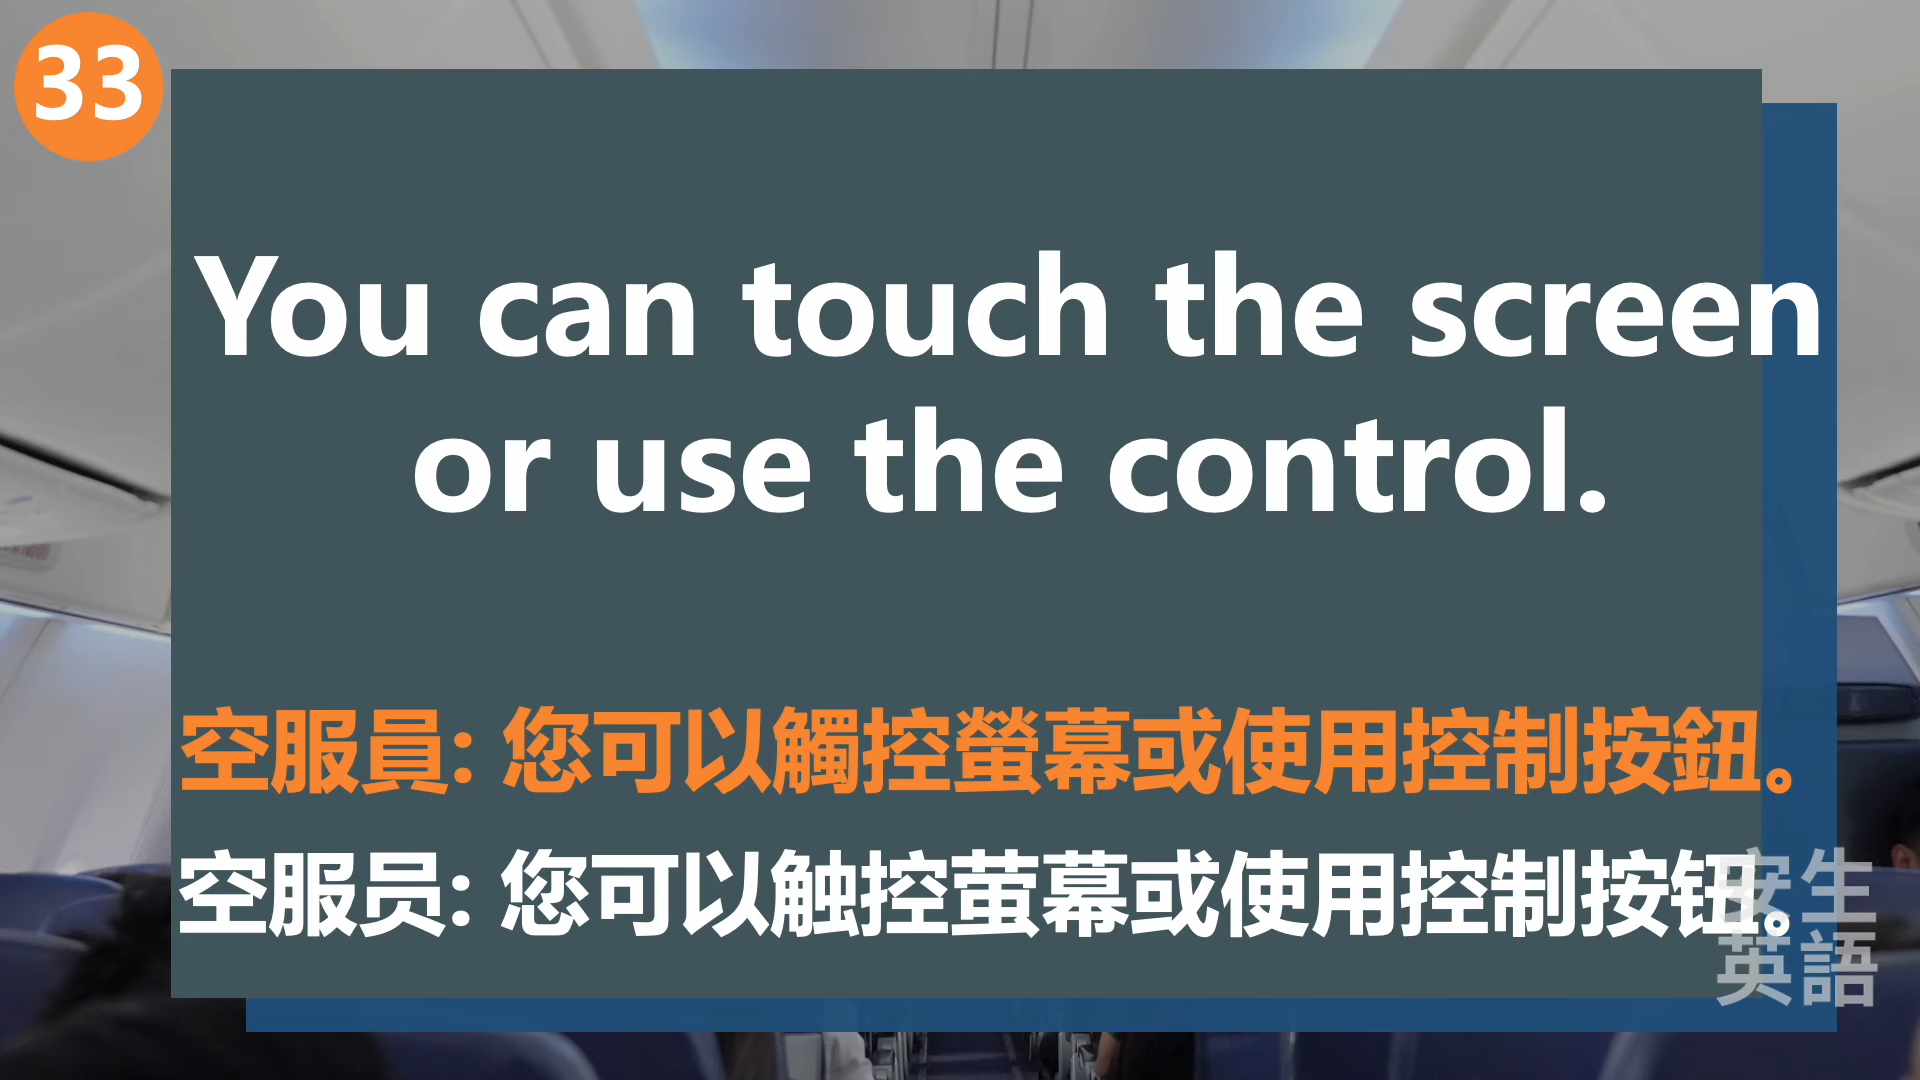 33
You can touch the screen
or use the control.
空服員: 您可以觸控螢幕或使用控制按鈕。
空服员: 您可以触控萤幕或使用控制按钮。
安生
英語